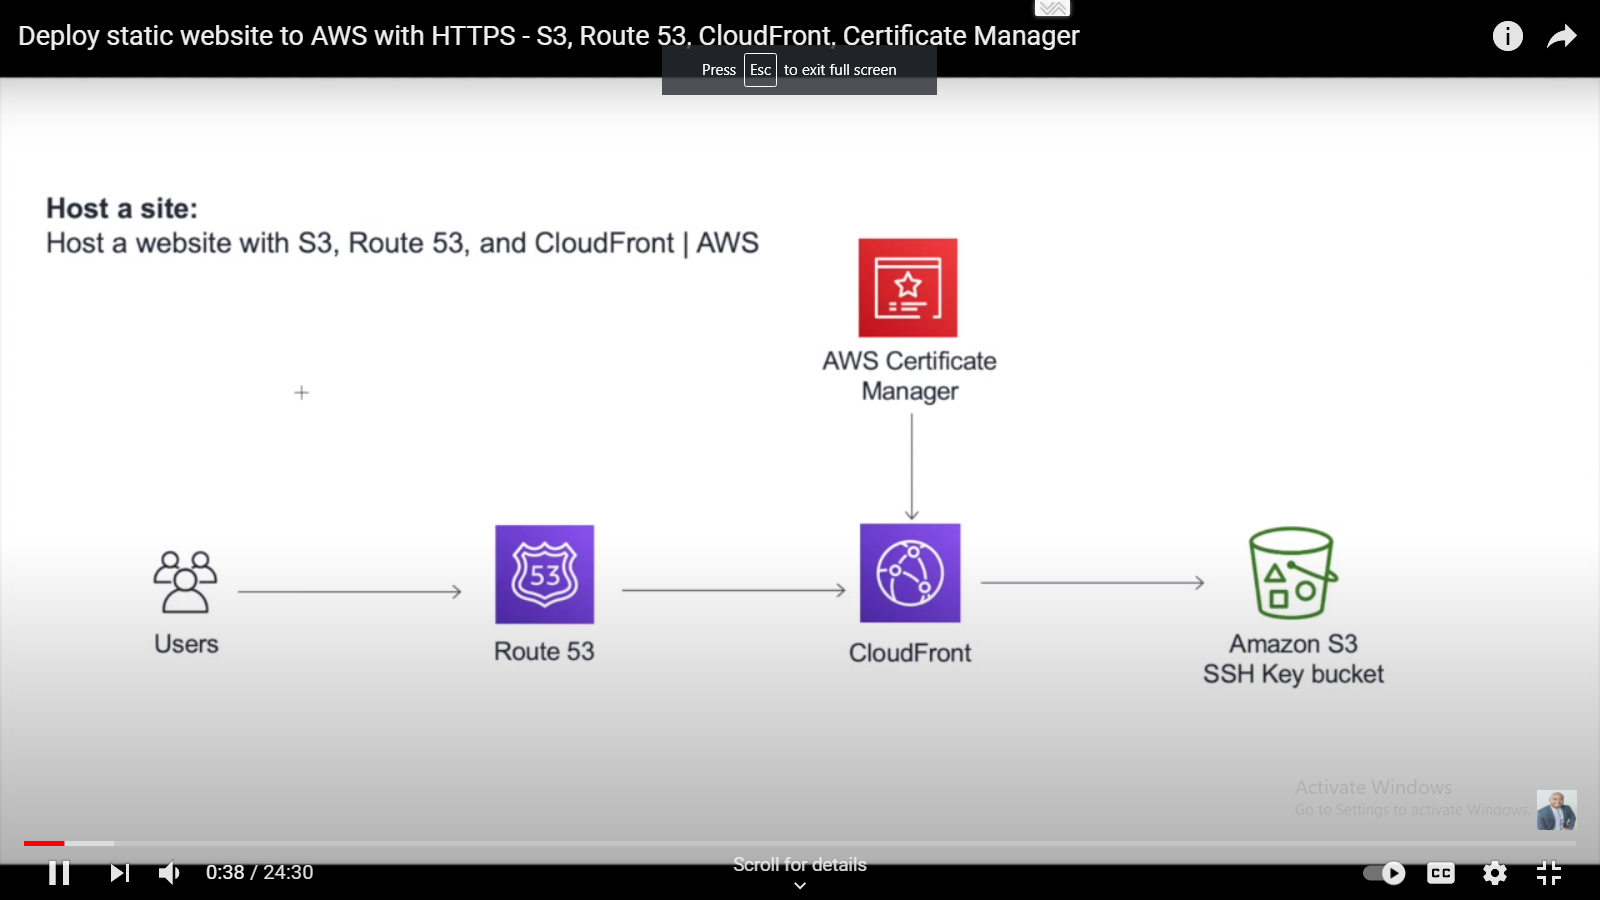 Deploy static website to AWS with HTTPS - S3, Route 53, CloudFront, Certificate Manager
Press Esc to exit full screen
Host a site:
Host a website with S3, Route 53, and CloudFront | AWS
AWS Certificate
Manager
53
Users
Route 53
CloudFront
Amazon S3
SSH Key bucket
Activate Windows
Go to Settings to activate Windows.
Scroll for details
0:38 / 24:30
CC